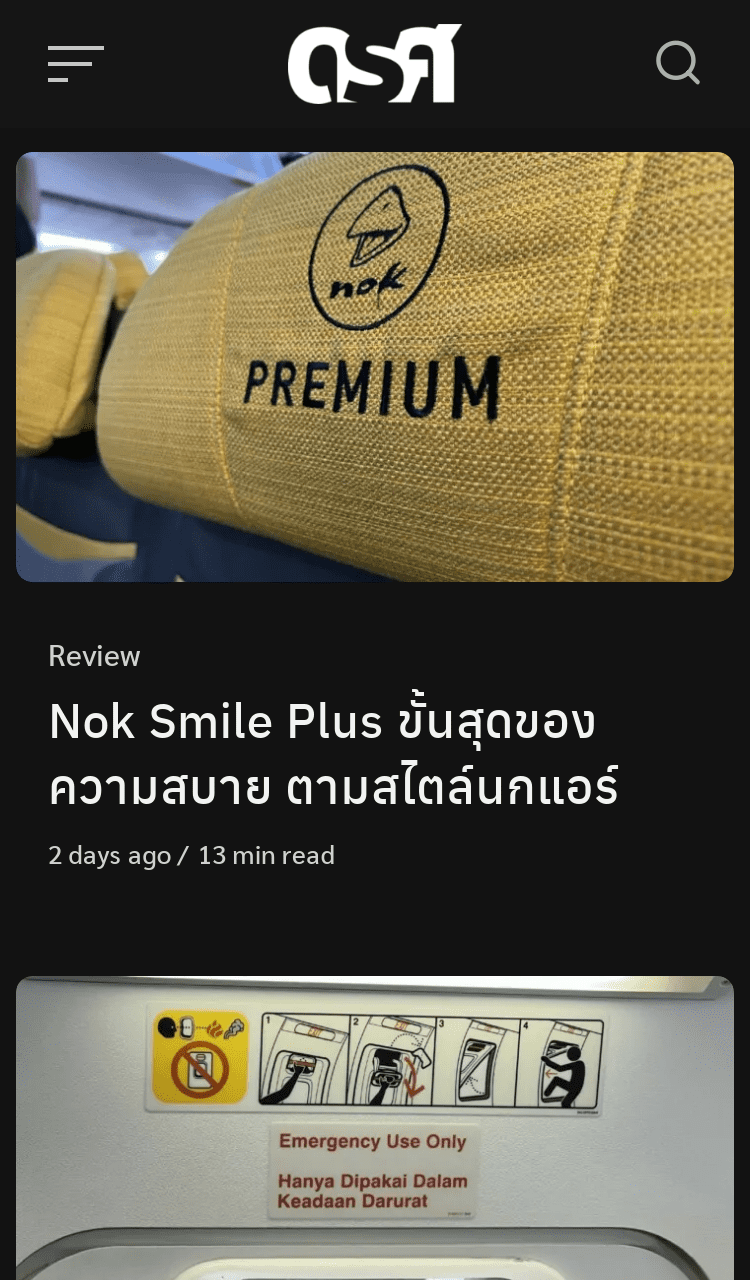 ดรศ
nok
PREMIUM
Review
Nok Smile Plus ขั้นสุดของ
ความสบาย ตามสไตล์นกแอร์
2 days ago / 13 min read
1
2
3
4
Emergency Use Only
Hanya Dipakai Dalam
Keadaan Darurat